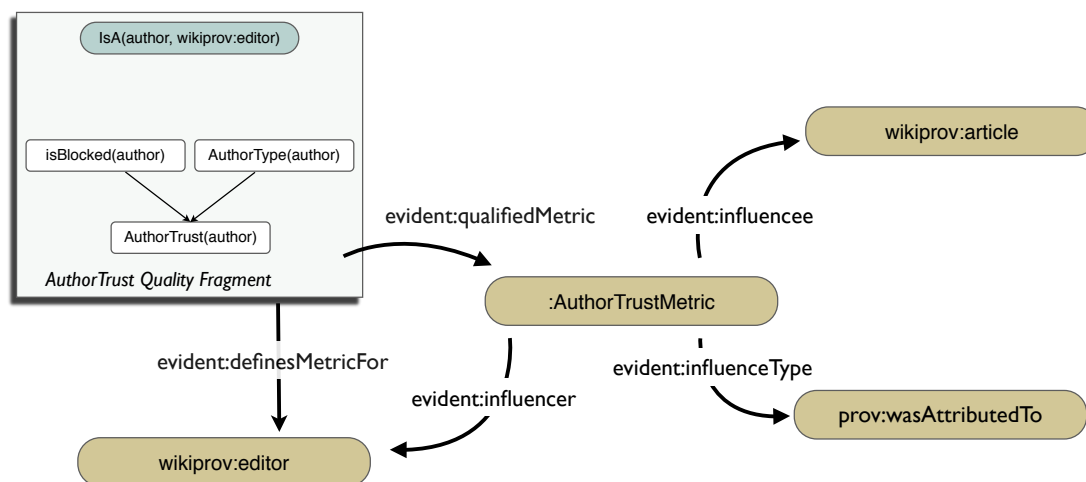 IsA(author, wikiprov:editor)
isBlocked(author)
AuthorType(author)
AuthorTrust(author)
AuthorTrust Quality Fragment
evident:qualifiedMetric
evident:definesMetricFor
wikiprov:editor
:AuthorTrustMetric
evident:influencer
evident:influencee
wikiprov:article
evident:influenceType
prov:wasAttributedTo